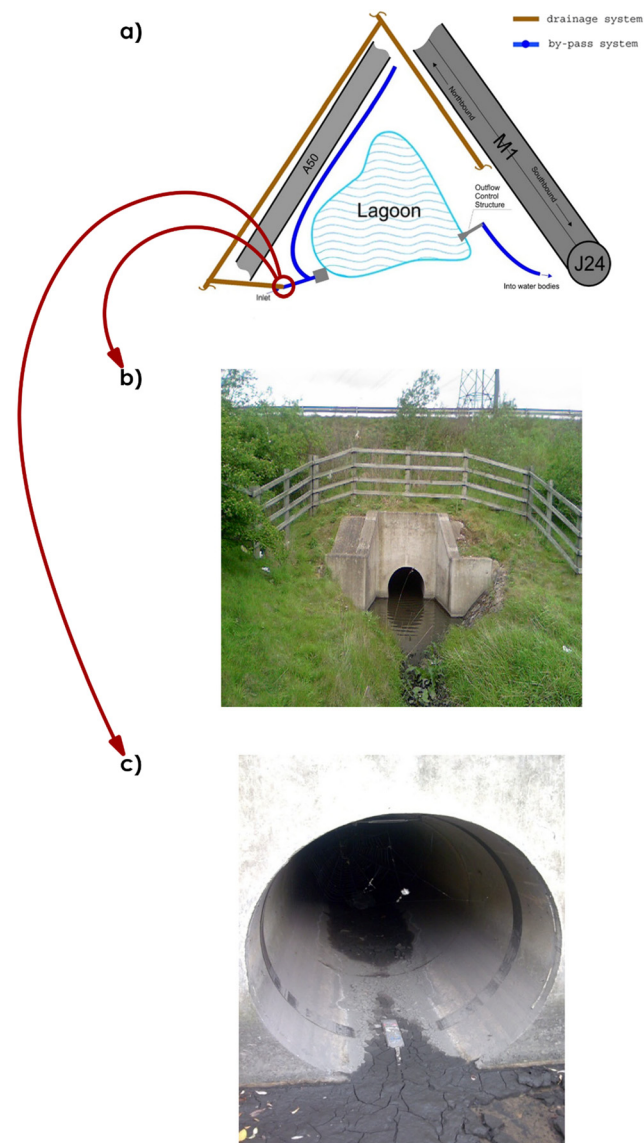 a)
drainage system
by-pass system
Northbound
M1
Southbound
A50
Lagoon
Outflow
Control
Structure
J24
Inlet
Into water bodies
b)
c)